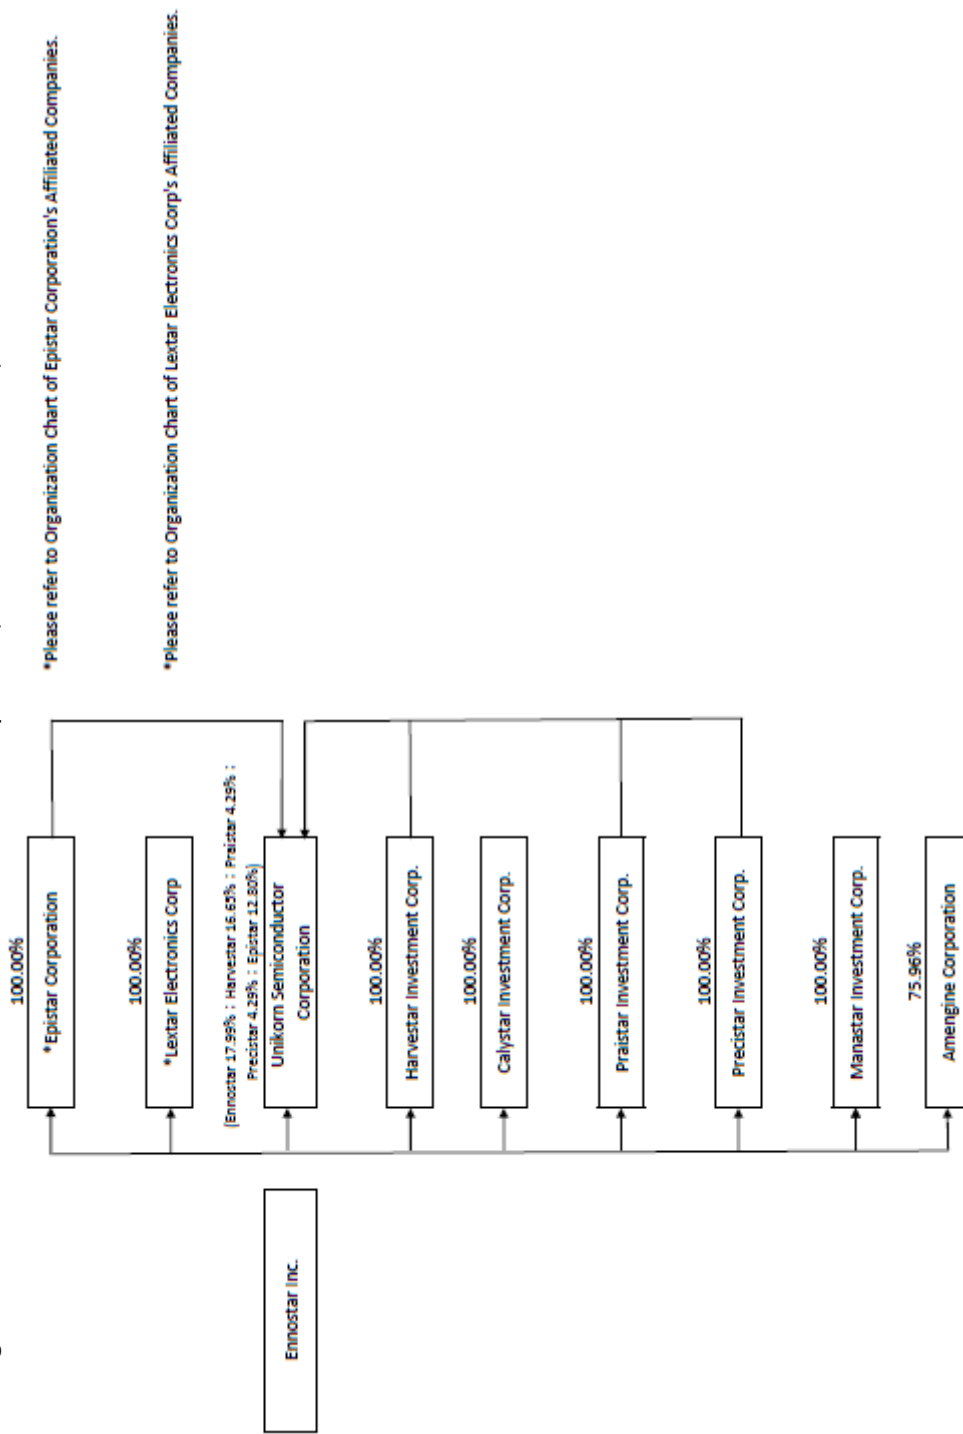 Ennostar Inc.
100.00%
*Epistar Corporation
*Please refer to Organization Chart of Epistar Corporation's Affiliated Companies.
100.00%
*Lextar Electronics Corp
*Please refer to Organization Chart of Lextar Electronics Corp's Affiliated Companies.
(Ennostar 17.99% ; Harvestar 16.65% ; Praistar 4.29% ;
Precistar 4.29% ; Epistar 12.80%)
Unikorn Semiconductor
Corporation
100.00%
Harvestar Investment Corp.
100.00%
Calystar Investment Corp.
100.00%
Praistar Investment Corp.
100.00%
Precistar Investment Corp.
100.00%
Manastar Investment Corp.
75.96%
Amengine Corporation